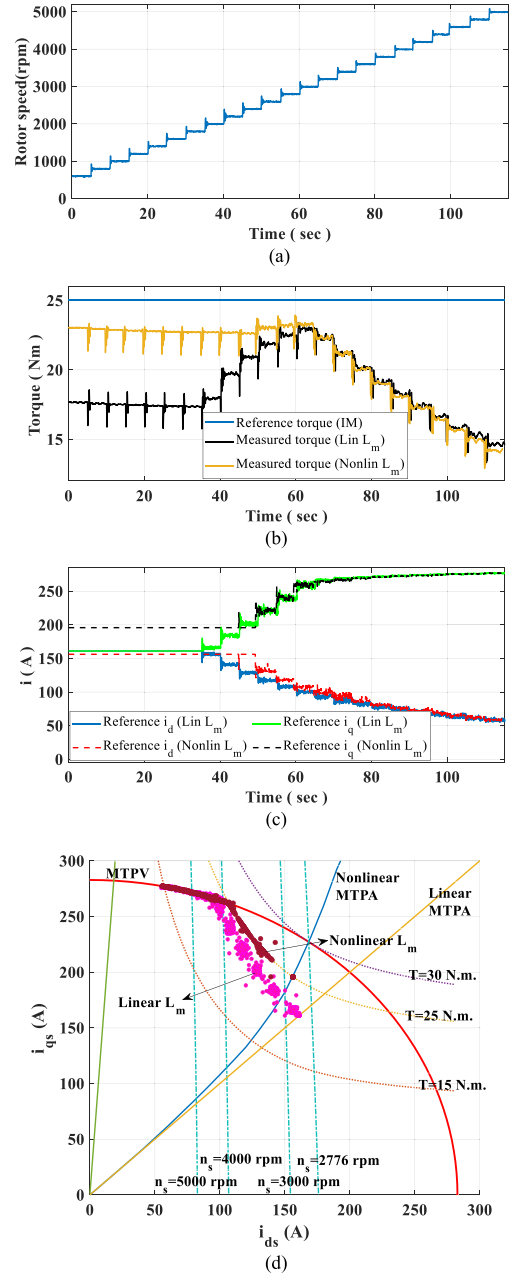 5000
4000
3000
2000
1000
0
Rotor speed(rpm)
0 20 40 60 80 100
Time ( sec )
(a)
25
20
15
Torque ( Nm)
Reference torque (IM)
Measured torque (Lin Lm)
Measured torque (Nonlin Lm)
0 20 40 60 80 100
Time ( sec )
(b)
250
200
150
100
50
0
i ( A )
Reference id (Lin Lm) Reference iq (Lin Lm)
Reference id (Nonlin Lm) Reference iq (Nonlin Lm)
0 20 40 60 80 100
Time ( sec )
(c)
300
250
200
150
100
50
0
iqs (A)
MTPV
Nonlinear
MTPA
Linear
MTPA
Nonlinear Lm
Linear Lm
T=30 N.m.
T=25 N.m.
T=15 N.m.
ns=4000 rpm
ns=2776 rpm
ns=5000 rpm
ns=3000 rpm
0 50 100 150 200 250 300
ids (A)
(d)